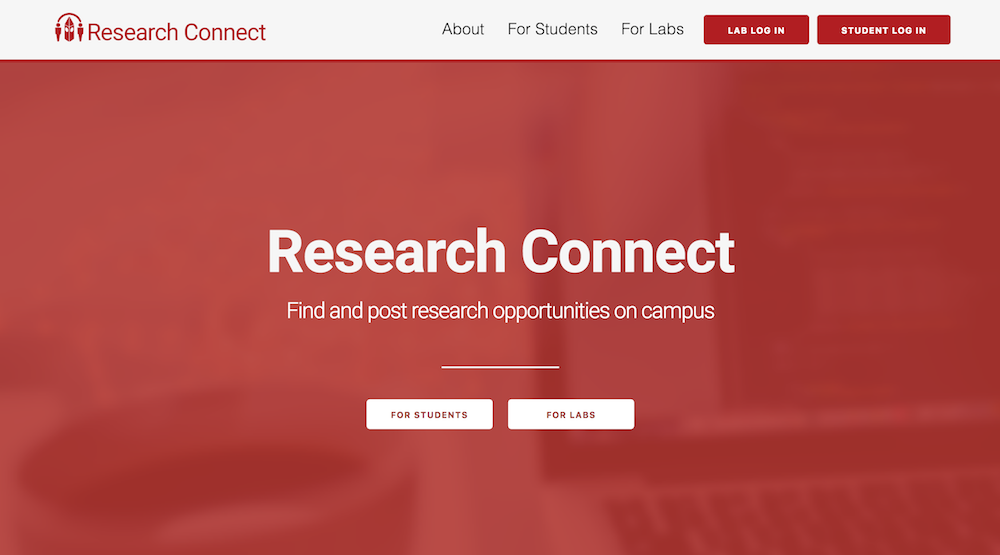 Research Connect
About
For Students
For Labs
LAB LOG IN
STUDENT LOG IN
Research Connect
Find and post research opportunities on campus
FOR STUDENTS
FOR LABS